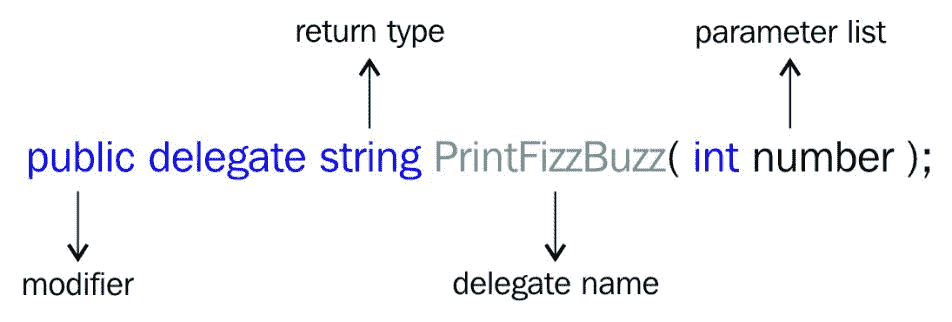 return type
parameter list
public delegate string PrintFizzBuzz( int number );
modifier
delegate name